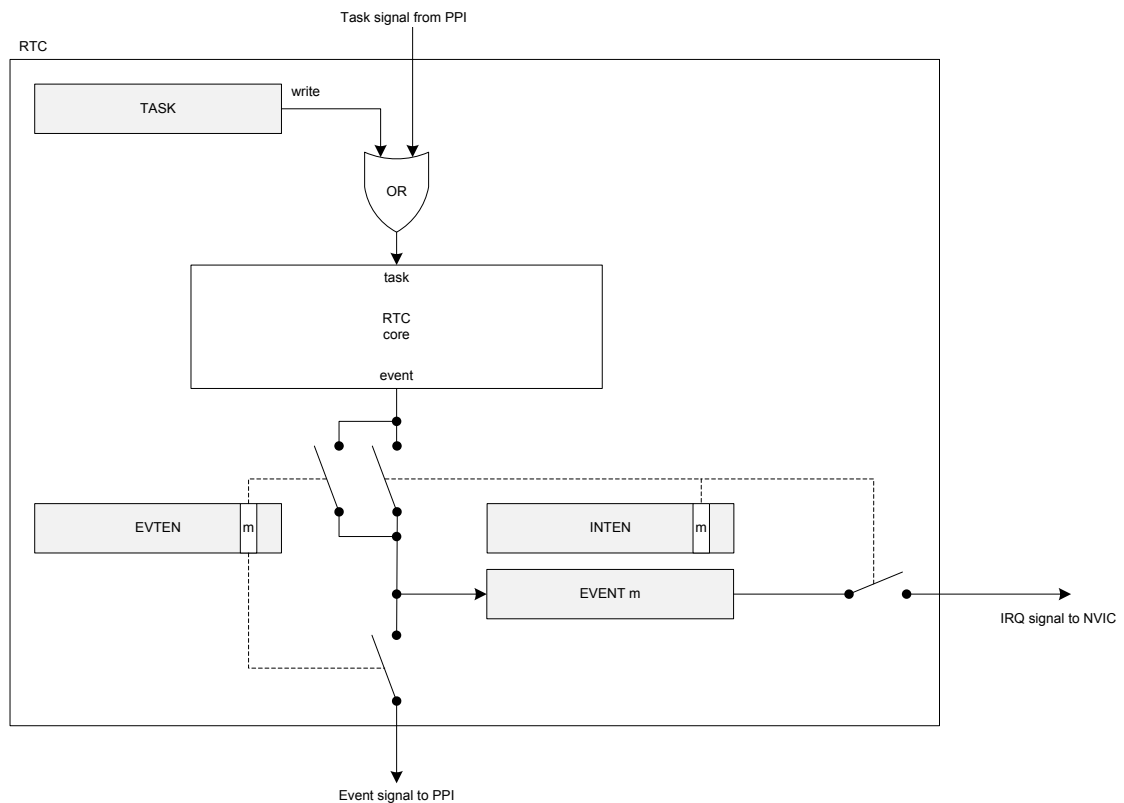 Task signal from PPI
RTC
write
TASK
OR
task
RTC
core
event
EVTEN
m
INTEN
m
EVENT m
IRQ signal to NVIC
Event signal to PPI